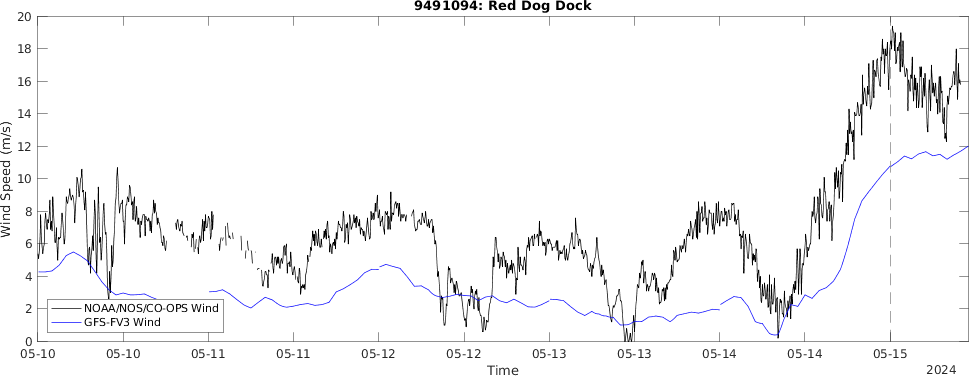 9491094: Red Dog Dock
20
18
16
14
12
10
8
6
4
2
0
Wind Speed (m/s)
NOAA/NOS/CO-OPS Wind
GFS-FV3 Wind
05-10 05-10 05-11 05-11 05-12 05-12 05-13 05-13 05-14 05-14 05-15
Time
2024